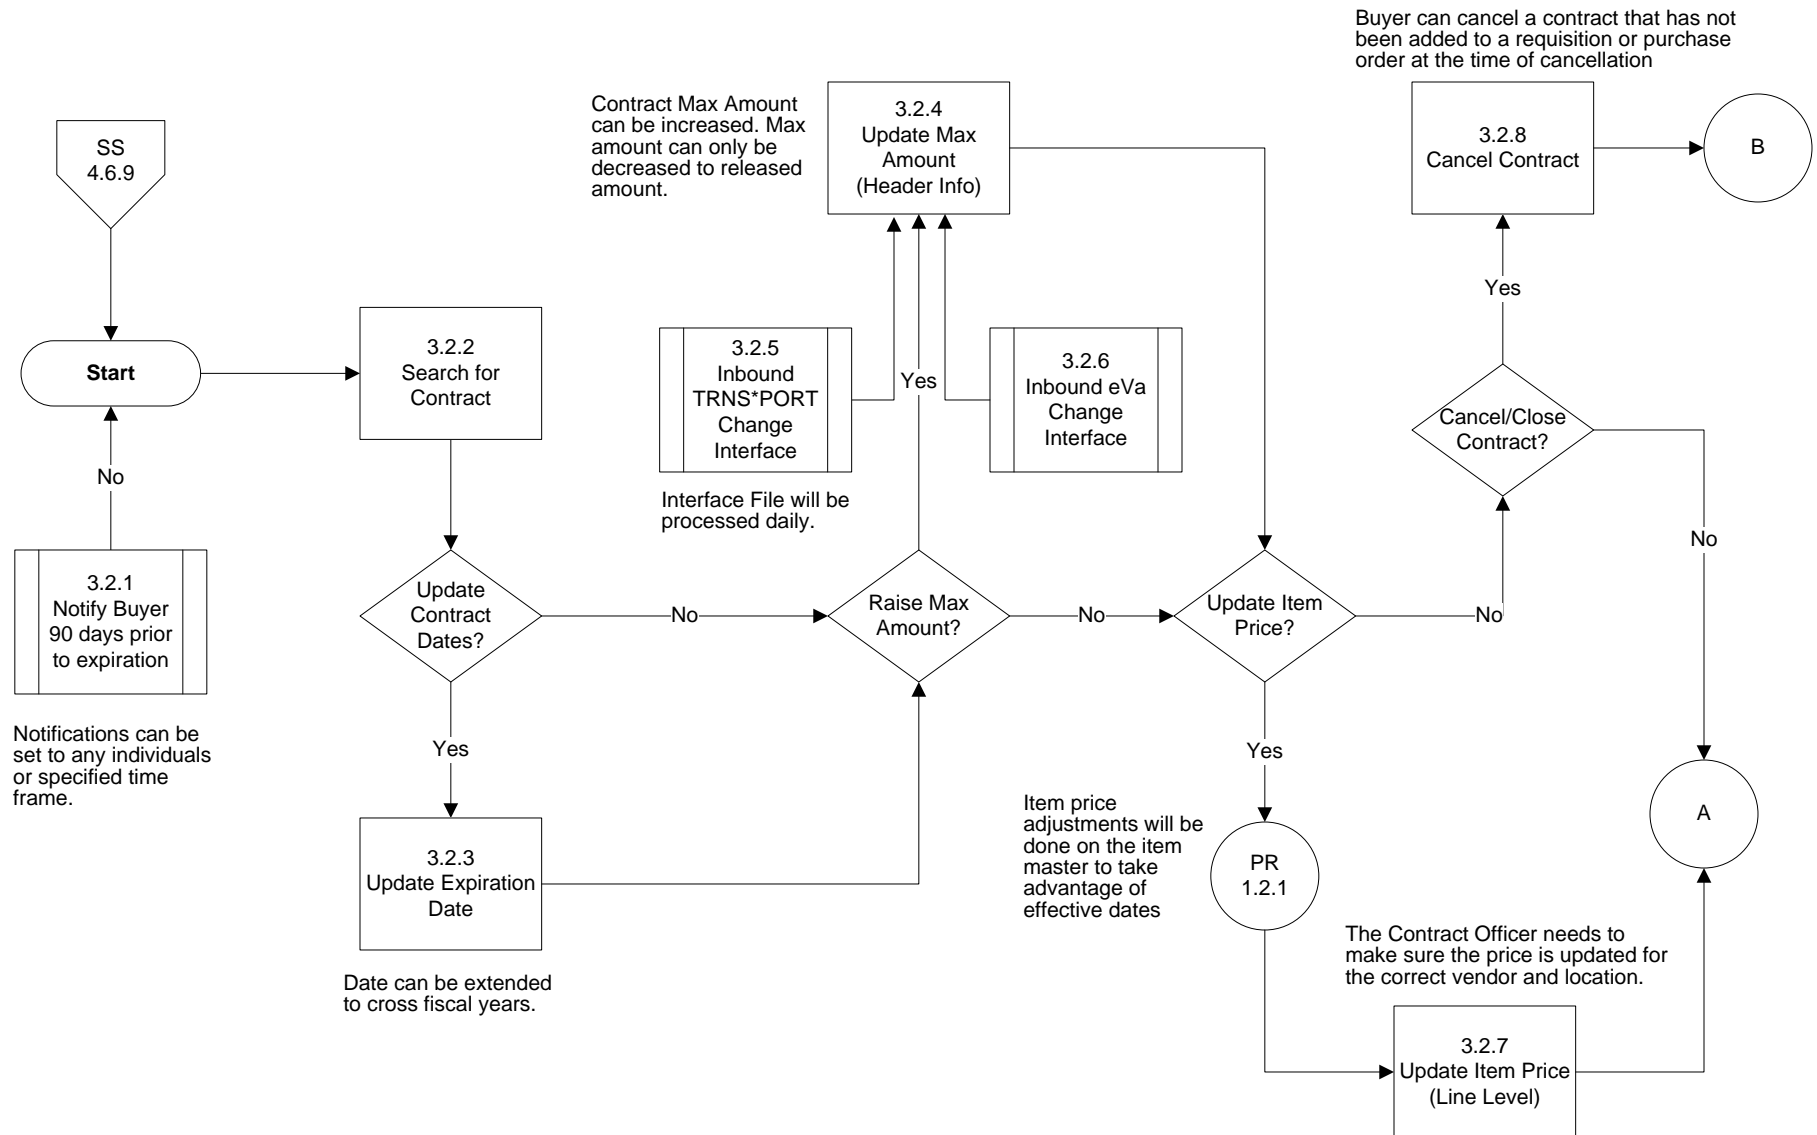 Buyer can cancel a contract that has not
been added to a requisition or purchase
order at the time of cancellation
SS
4.6.9
Contract Max Amount
can be increased. Max
amount can only be
decreased to released
amount.
3.2.4
Update Max
Amount
(Header Info)
3.2.8
Cancel Contract
B
Yes
Start
3.2.2
Search for
Contract
3.2.5
Inbound
TRNS*PORT
Change
Interface
Yes
3.2.6
Inbound eVa
Change
Interface
Cancel/Close
Contract?
No
Interface File will be
processed daily.
No
3.2.1
Notify Buyer
90 days prior
to expiration
Update
Contract
Dates?
No
Raise Max
Amount?
No
Update Item
Price?
No
Notifications can be
set to any individuals
or specified time
frame.
Yes
Yes
Item price
adjustments will be
done on the item
master to take
advantage of
effective dates
PR
1.2.1
A
3.2.3
Update Expiration
Date
Date can be extended
to cross fiscal years.
The Contract Officer needs to
make sure the price is updated for
the correct vendor and location.
3.2.7
Update Item Price
(Line Level)